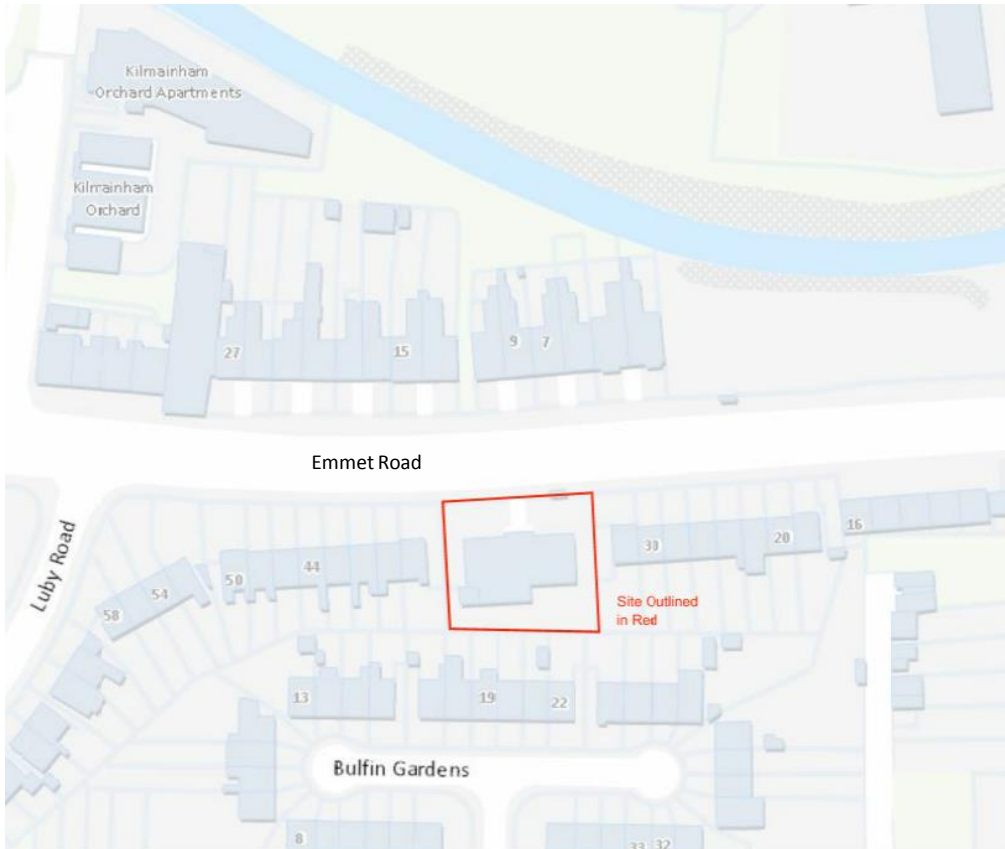 Kilmainham
Orchard Apartments
Kilmainham
Orchard
27
15
9
7
Emmet Road
Luby Road
58
54
50
44
30
20
16
Site Outlined
in Red
13
19
22
Bulfin Gardens
8
33 32